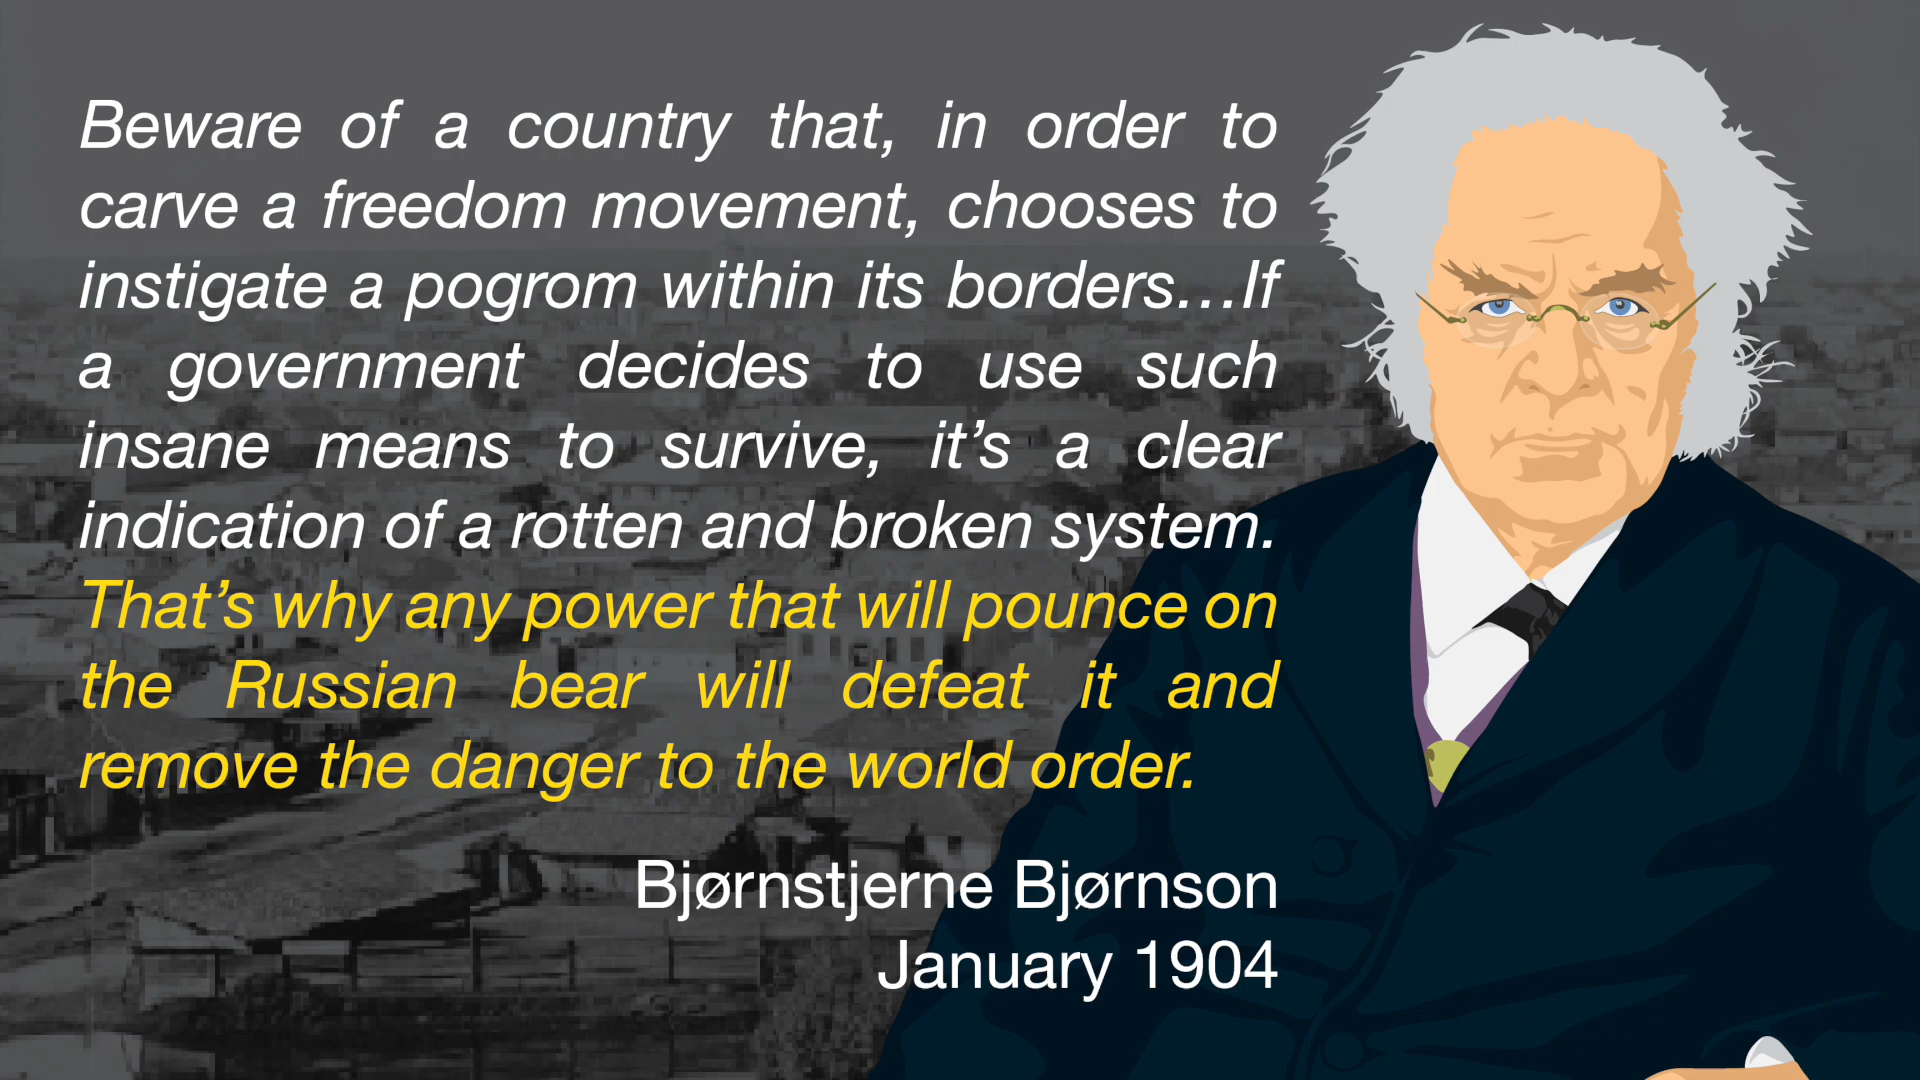 Beware of a country that, in order to
carve a freedom movement, chooses to
instigate a pogrom within its borders…If
a government decides to use such
insane means to survive, it’s a clear
indication of a rotten and broken system.
That’s why any power that will pounce on
the Russian bear will defeat it and
remove the danger to the world order.
Bjørnstjerne Bjørnson
January 1904